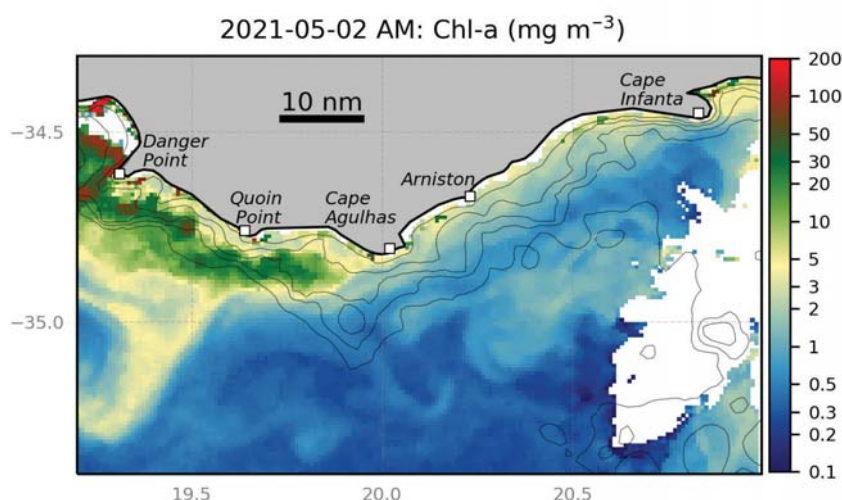 2021-05-02 AM: Chl-a (mg m⁻³)
10 nm
Cape
Infanta
Danger
Point
Arniston
Quoin
Point
Cape
Agulhas
−34.5
−35.0
19.5
20.0
20.5
200
100
50
30
20
10
5
3
2
1
0.5
0.3
0.2
0.1